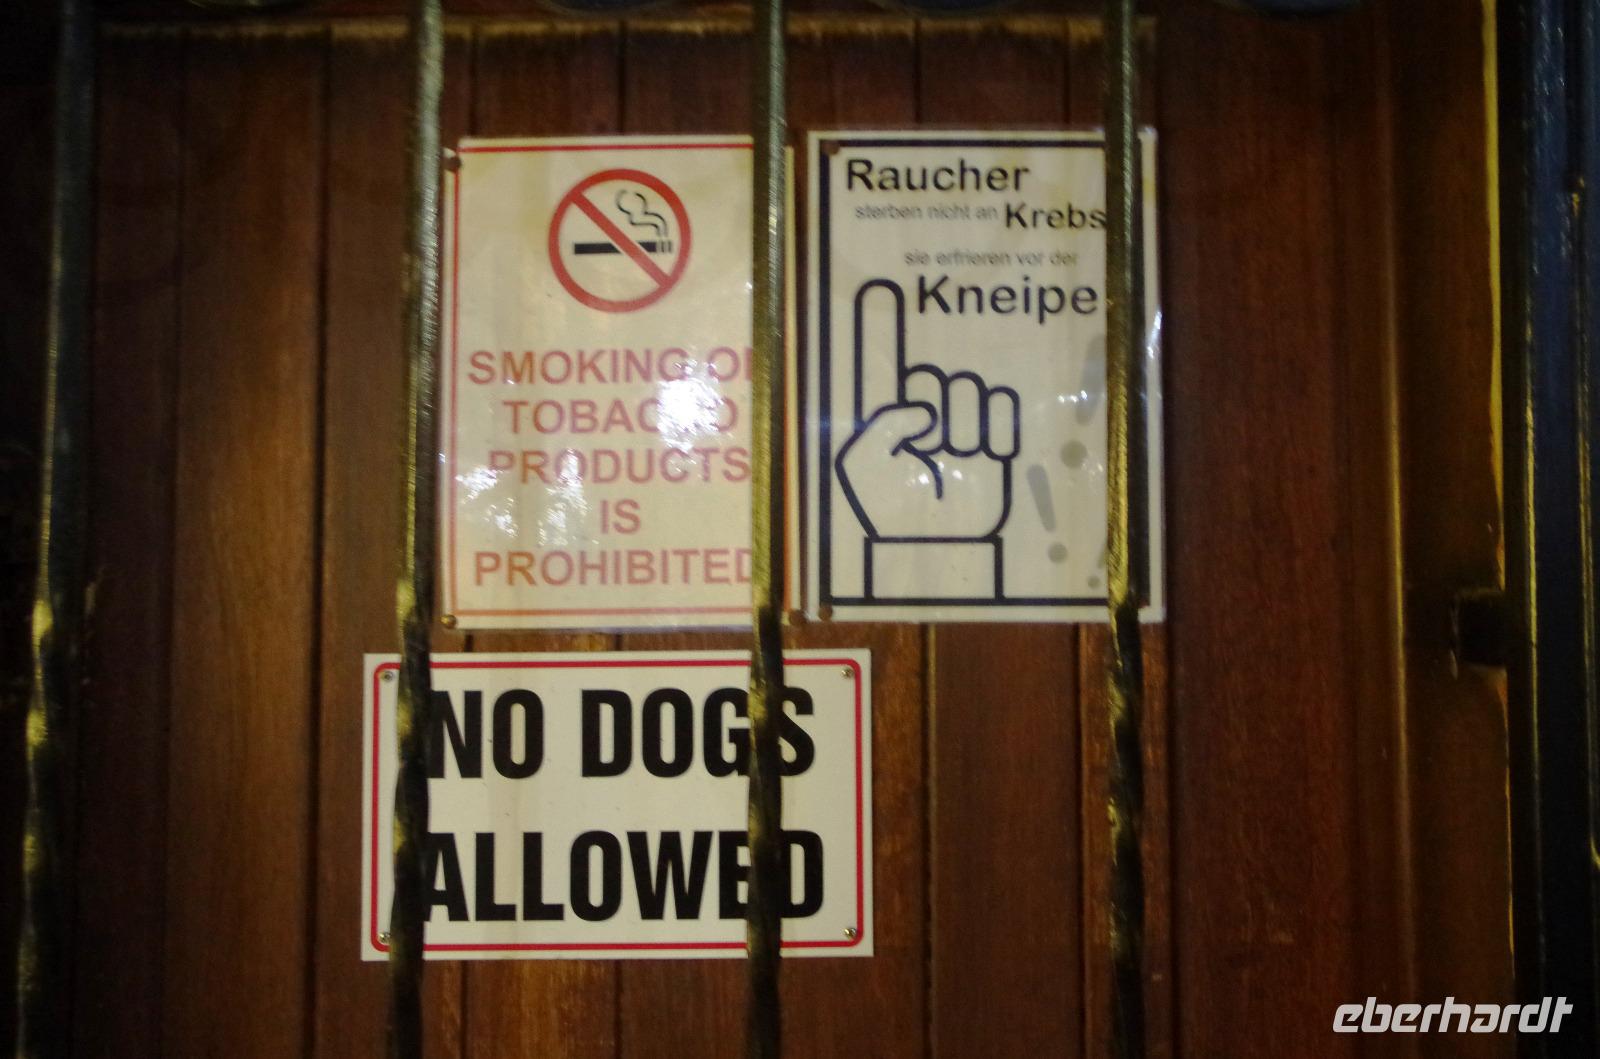 SMOKING OF
TOBACCO
PRODUCTS
IS
PROHIBITED
Raucher
sterben nicht an Krebs
sie erfrieren vor der
Kneipe
NO DOGS
ALLOWED
eberhardt